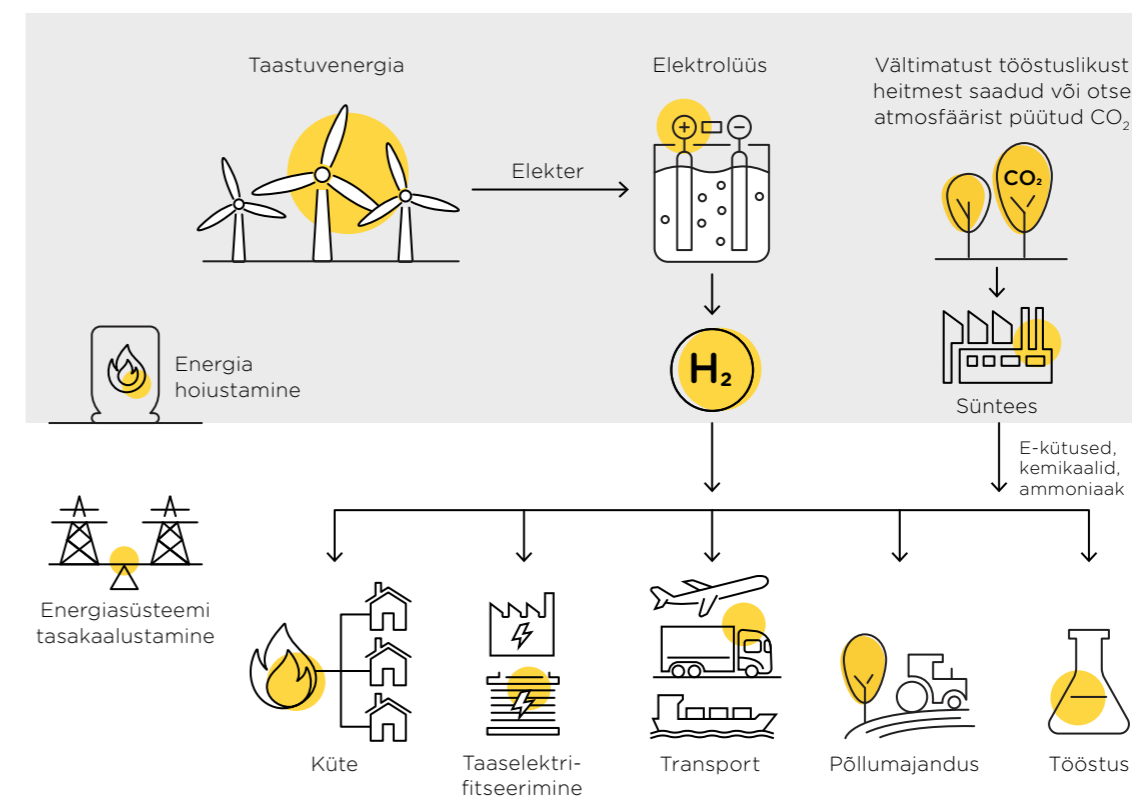 Taastuvenergia
Elektrolüüs
Vältimatust tööstuslikust
heitmest saadud või otse
atmosfäärist püütud CO₂
Elekter
+
−
CO₂
H₂
Energia
hoiustamine
Süntees
E-kütused,
kemikaalid,
ammoniaak
Energiasüsteemi
tasakaalustamine
Küte
Taaselektri-
fitseerimine
Transport
Põllumajandus
Tööstus